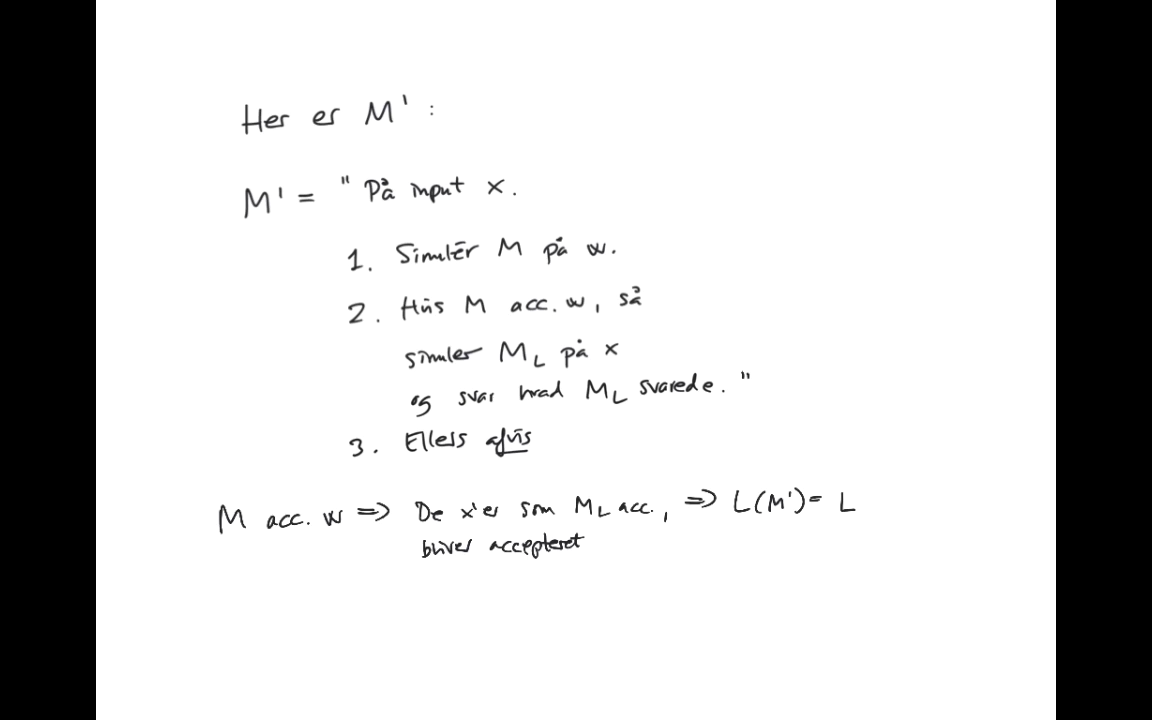 Her er M' :
M' = " På input x.
1. Simulér M på w.
2. Hvis M acc. w, så
simuler M_L på x
og svar hvad M_L svarede. "
3. Ellers afvis
M acc. w => De x'er som M_L acc., => L(M') = L
bliver accepteret